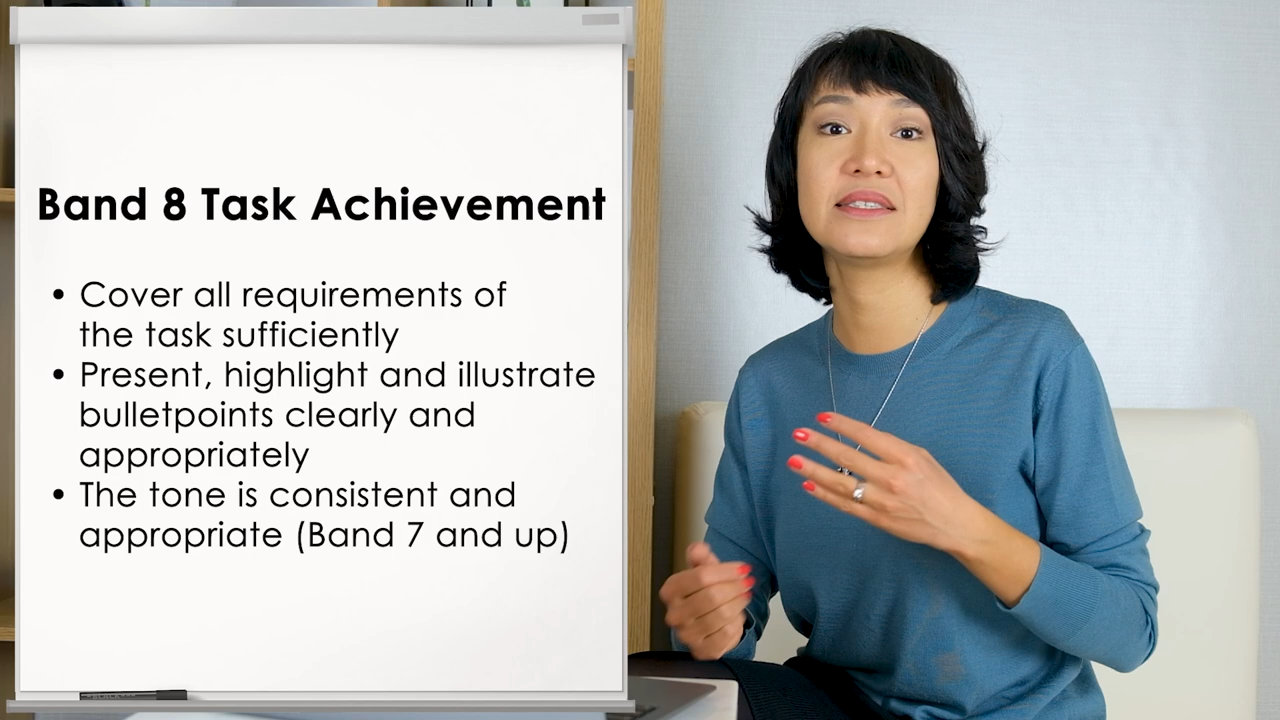 Band 8 Task Achievement
• Cover all requirements of
the task sufficiently
• Present, highlight and illustrate
bulletpoints clearly and
appropriately
• The tone is consistent and
appropriate (Band 7 and up)